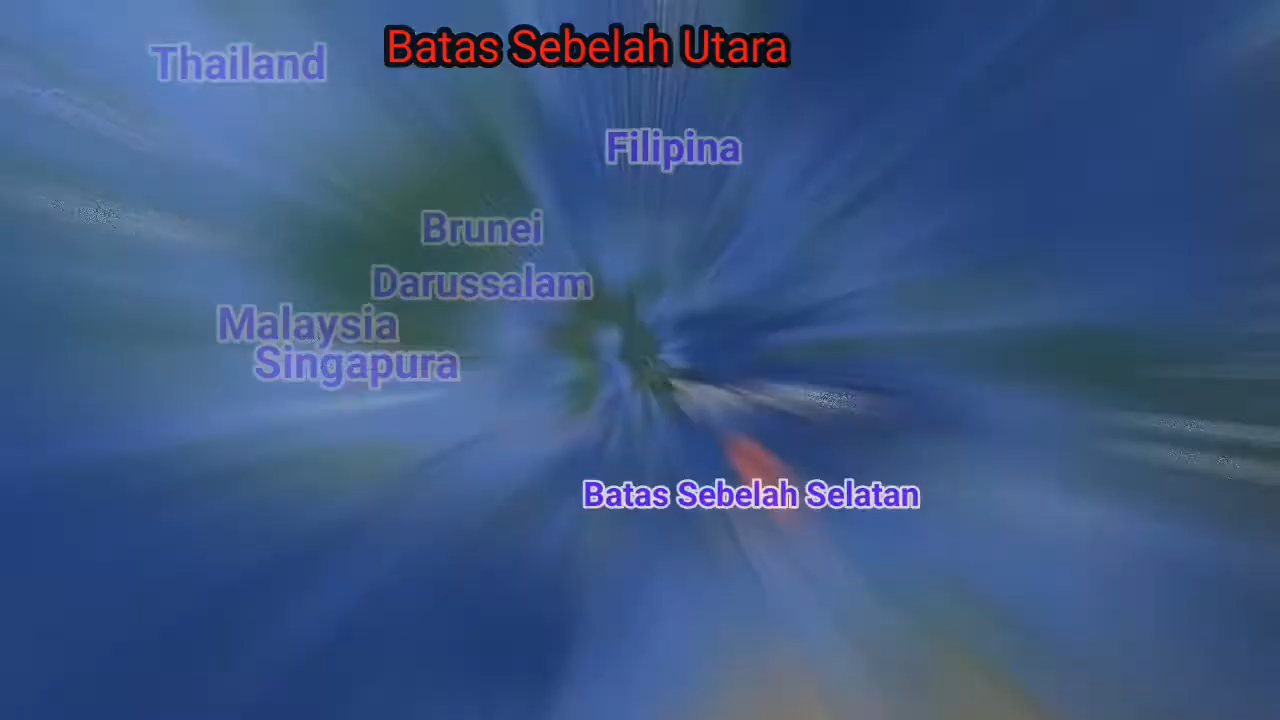 Batas Sebelah Utara
Thailand
Filipina
Brunei
Darussalam
Malaysia
Singapura
Batas Sebelah Selatan